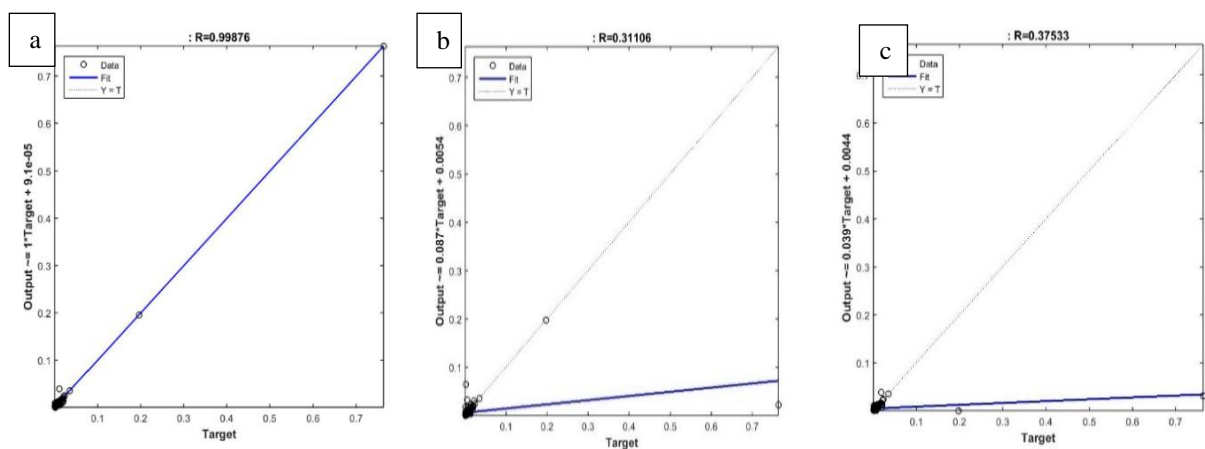 a
: R=0.99876
Data
Fit
Y = T
Output ~= 1*Target + 9.1e-05
0.7
0.6
0.5
0.4
0.3
0.2
0.1
0.1 0.2 0.3 0.4 0.5 0.6 0.7
Target
b
: R=0.31106
Data
Fit
Y = T
Output ~= 0.087*Target + 0.0054
0.7
0.6
0.5
0.4
0.3
0.2
0.1
0.1 0.2 0.3 0.4 0.5 0.6 0.7
Target
c
: R=0.37533
Data
Fit
Y = T
Output ~= 0.039*Target + 0.0044
0.6
0.5
0.4
0.3
0.2
0.1
0.1 0.2 0.3 0.4 0.5 0.6 0.7
Target